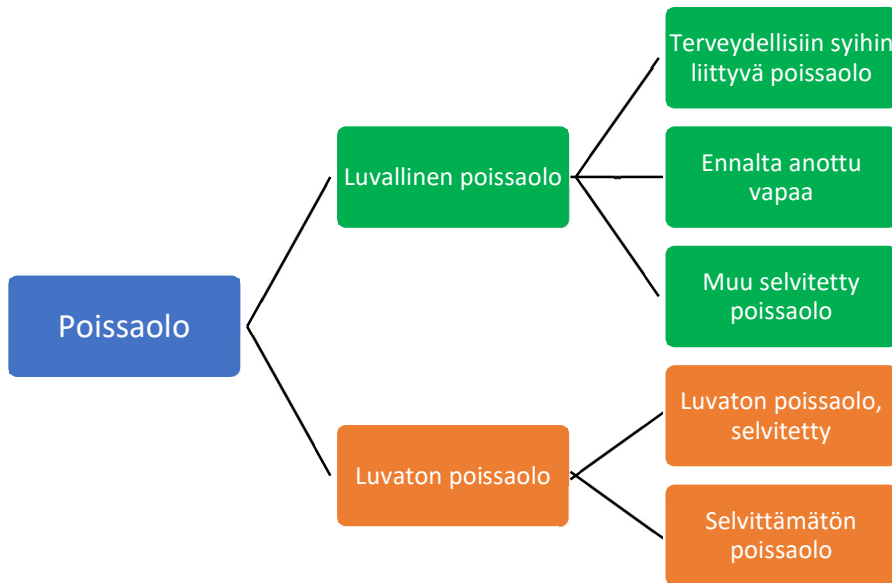 Terveydellisiin syihin
liittyvä poissaolo
Luvallinen poissaolo
Ennalta anottu
vapaa
Muu selvitetty
poissaolo
Poissaolo
Luvaton poissaolo,
selvitetty
Luvaton poissaolo
Selvittämätön
poissaolo